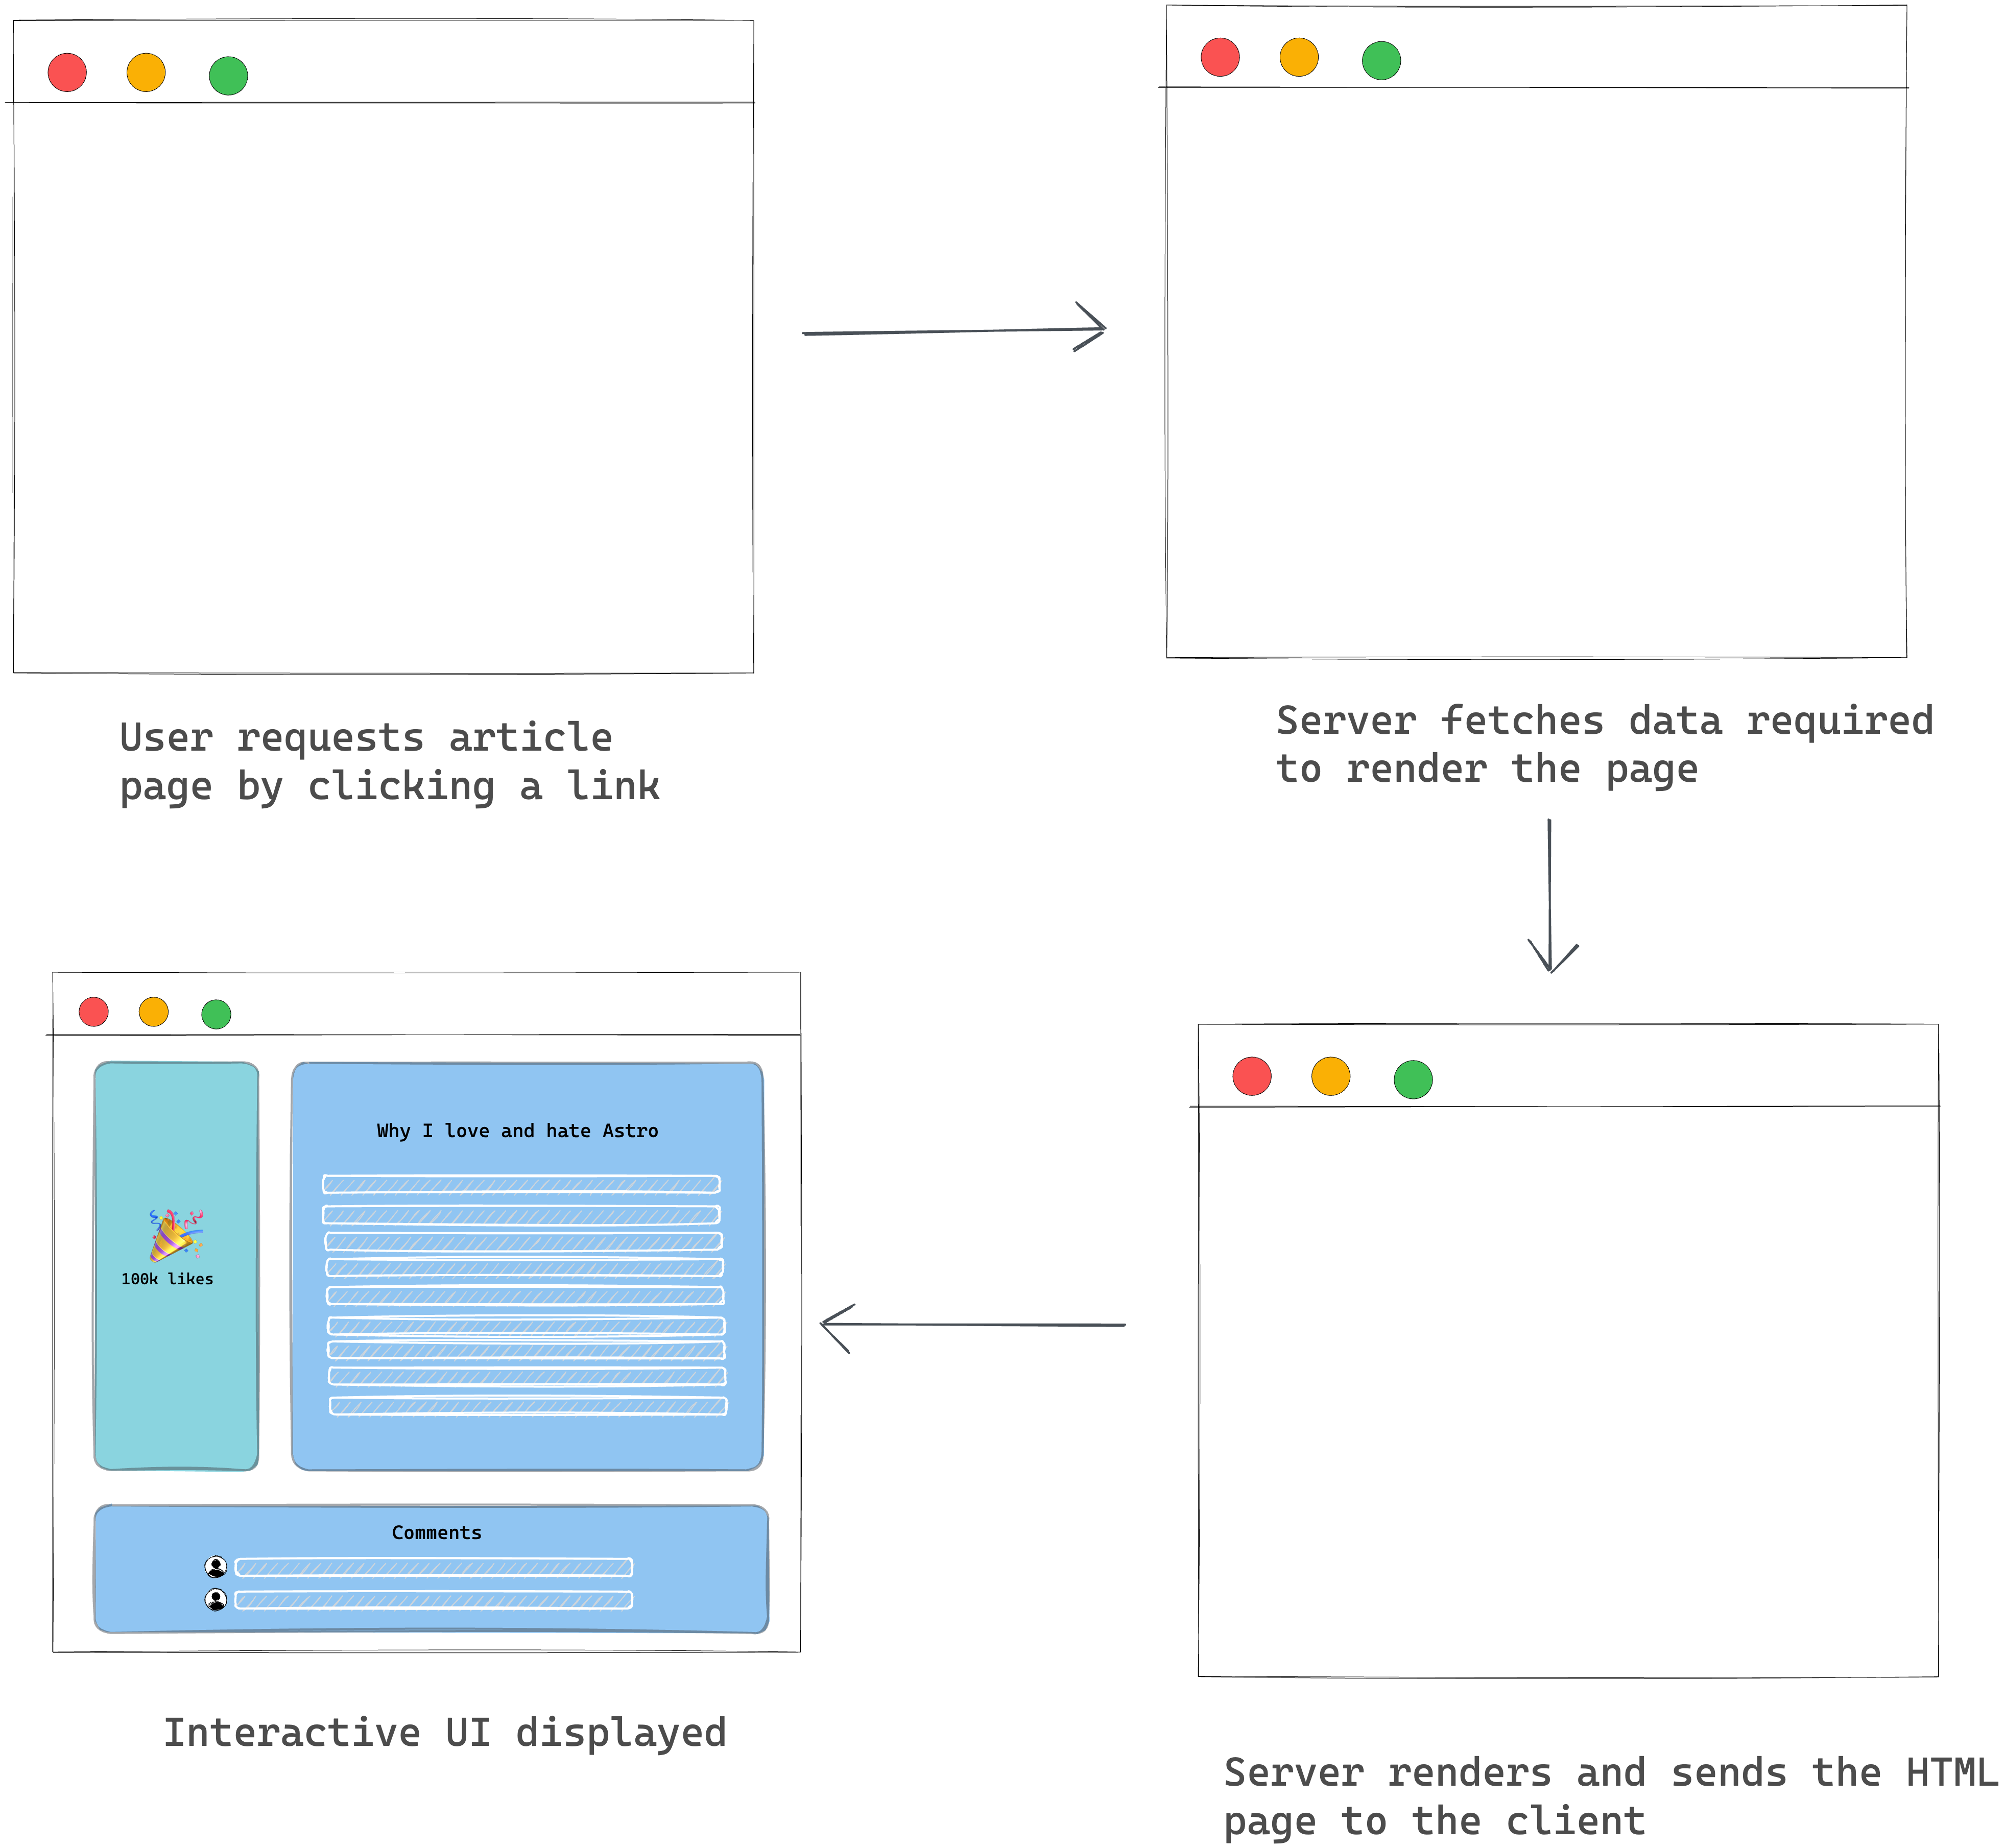 User requests article
page by clicking a link
Server fetches data required
to render the page
Why I love and hate Astro
100k likes
Comments
Interactive UI displayed
Server renders and sends the HTML
page to the client